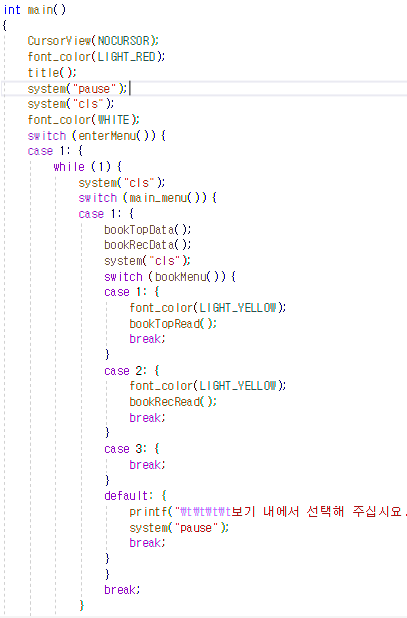 int main()
{
    CursorView(NOCURSOR);
    font_color(LIGHT_RED);
    title();
    system("pause");
    system("cls");
    font_color(WHITE);
    switch (enterMenu()) {
    case 1: {
        while (1) {
            system("cls");
            switch (main_menu()) {
            case 1: {
                bookTopData();
                bookRecData();
                system("cls");
                switch (bookMenu()) {
                case 1: {
                    font_color(LIGHT_YELLOW);
                    bookTopRead();
                    break;
                }
                case 2: {
                    font_color(LIGHT_YELLOW);
                    bookRecRead();
                    break;
                }
                case 3: {
                    break;
                }
                default: {
                    printf("₩t₩t₩t₩t보기 내에서 선택해 주십시요.
                    system("pause");
                    break;
                }
                }
                break;
            }